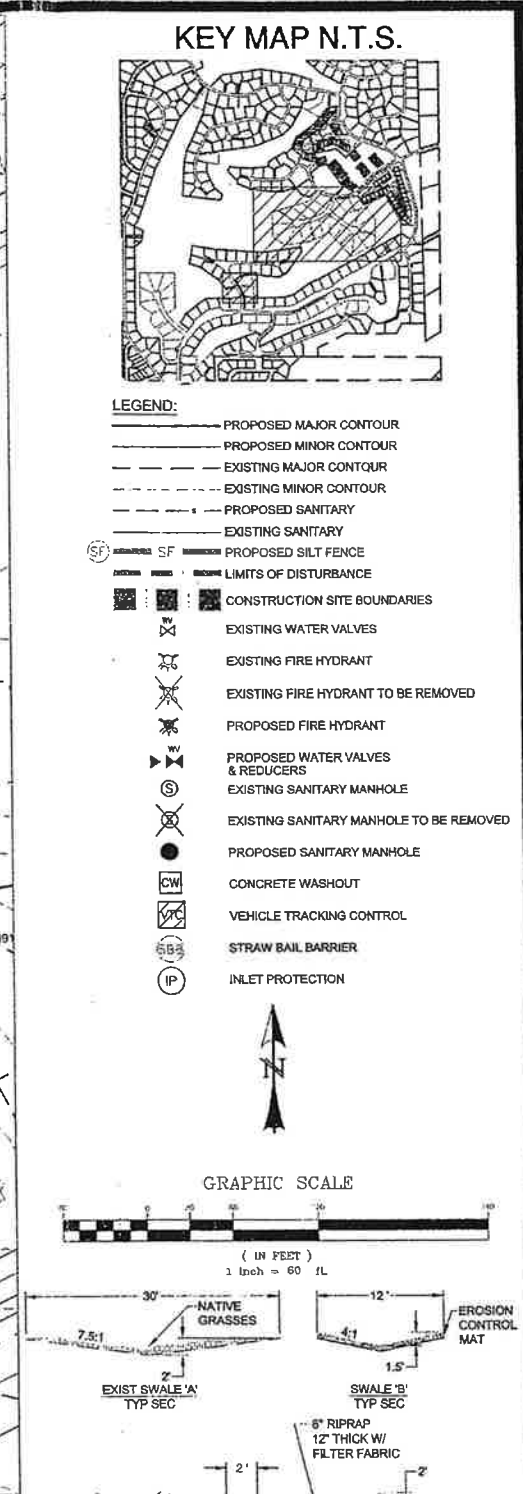 KEY MAP N.T.S.
LEGEND:
PROPOSED MAJOR CONTOUR
PROPOSED MINOR CONTOUR
EXISTING MAJOR CONTOUR
EXISTING MINOR CONTOUR
PROPOSED SANITARY
EXISTING SANITARY
SF SF PROPOSED SILT FENCE
LIMITS OF DISTURBANCE
CONSTRUCTION SITE BOUNDARIES
WV
EXISTING WATER VALVES
EXISTING FIRE HYDRANT
EXISTING FIRE HYDRANT TO BE REMOVED
PROPOSED FIRE HYDRANT
WV
PROPOSED WATER VALVES
& REDUCERS
S EXISTING SANITARY MANHOLE
EXISTING SANITARY MANHOLE TO BE REMOVED
PROPOSED SANITARY MANHOLE
CW CONCRETE WASHOUT
VTC VEHICLE TRACKING CONTROL
STRAW BAIL BARRIER
IP INLET PROTECTION
N
GRAPHIC SCALE
( IN FEET )
1 inch = 60 ft.
30' 12'
NATIVE
GRASSES
EROSION
CONTROL
MAT
7.5:1 4:1
2' 1.5'
EXIST SWALE 'A'
TYP SEC
SWALE 'B'
TYP SEC
6" RIPRAP
12" THICK W/
FILTER FABRIC
2' 2'